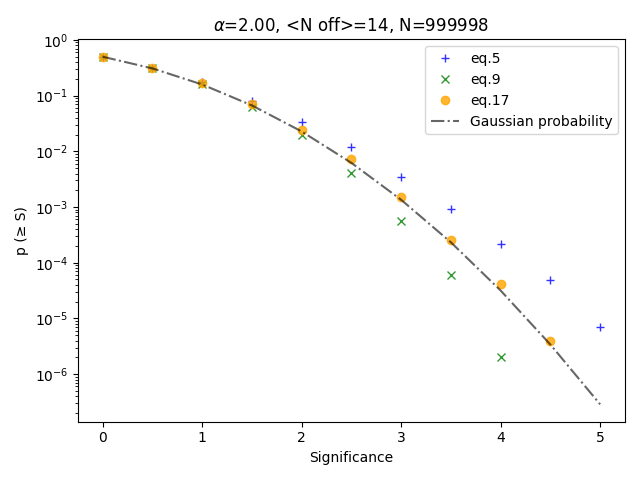 α=2.00, <N off>=14, N=999998
eq.5
eq.9
eq.17
Gaussian probability
p (≥ S)
10⁰
10⁻¹
10⁻²
10⁻³
10⁻⁴
10⁻⁵
10⁻⁶
0 1 2 3 4 5
Significance